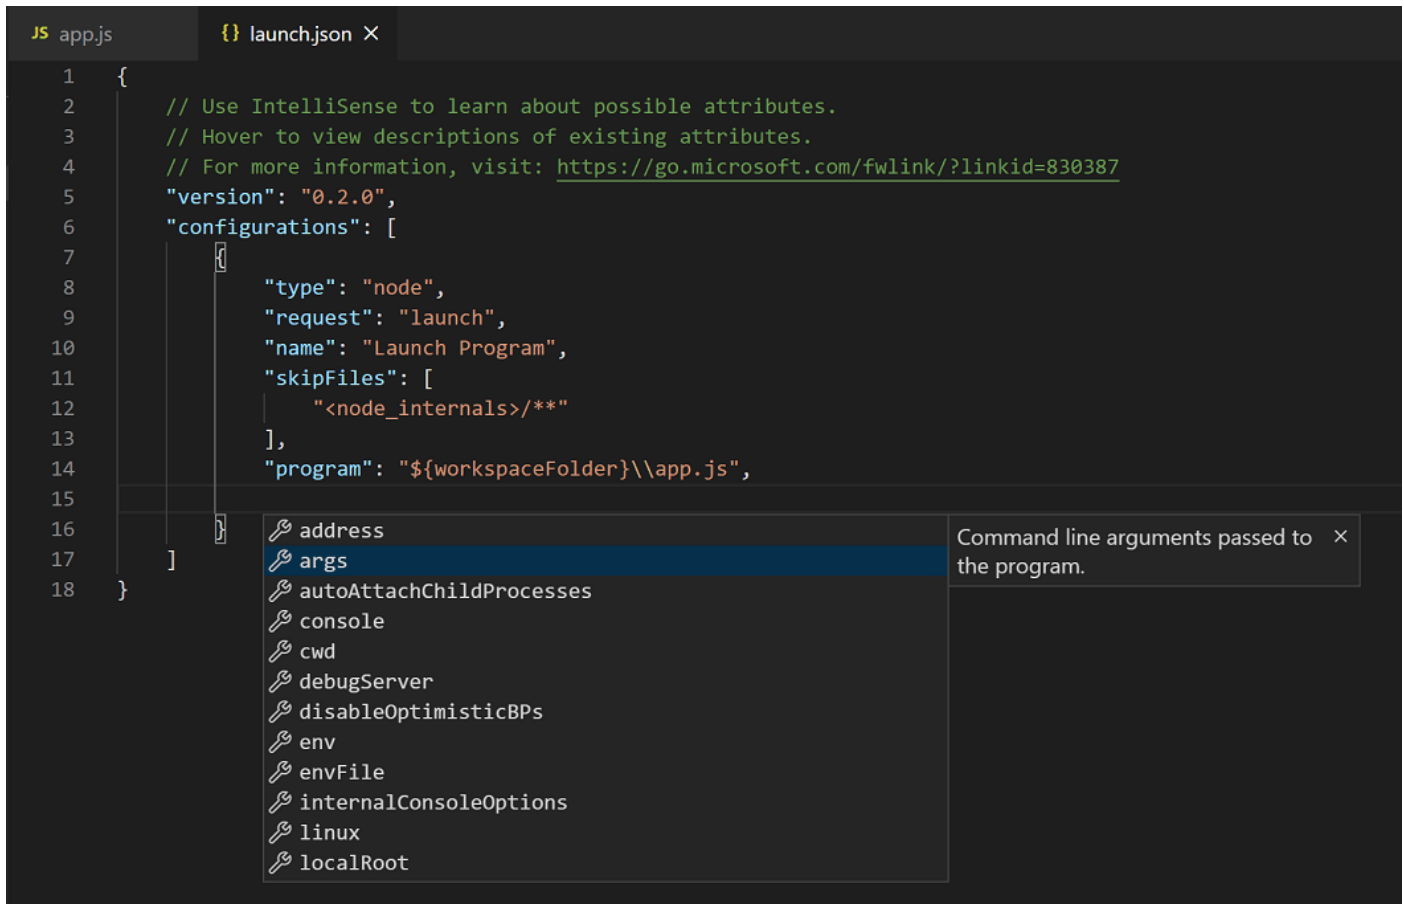 JS app.js
{} launch.json ×
1 {
2 // Use IntelliSense to learn about possible attributes.
3 // Hover to view descriptions of existing attributes.
4 // For more information, visit: https://go.microsoft.com/fwlink/?linkid=830387
5 "version": "0.2.0",
6 "configurations": [
7 {
8 "type": "node",
9 "request": "launch",
10 "name": "Launch Program",
11 "skipFiles": [
12 "<node_internals>/**"
13 ],
14 "program": "${workspaceFolder}\\app.js",
15
16 }
17 ]
18 }
address
args
autoAttachChildProcesses
console
cwd
debugServer
disableOptimisticBPs
env
envFile
internalConsoleOptions
linux
localRoot
Command line arguments passed to ×
the program.